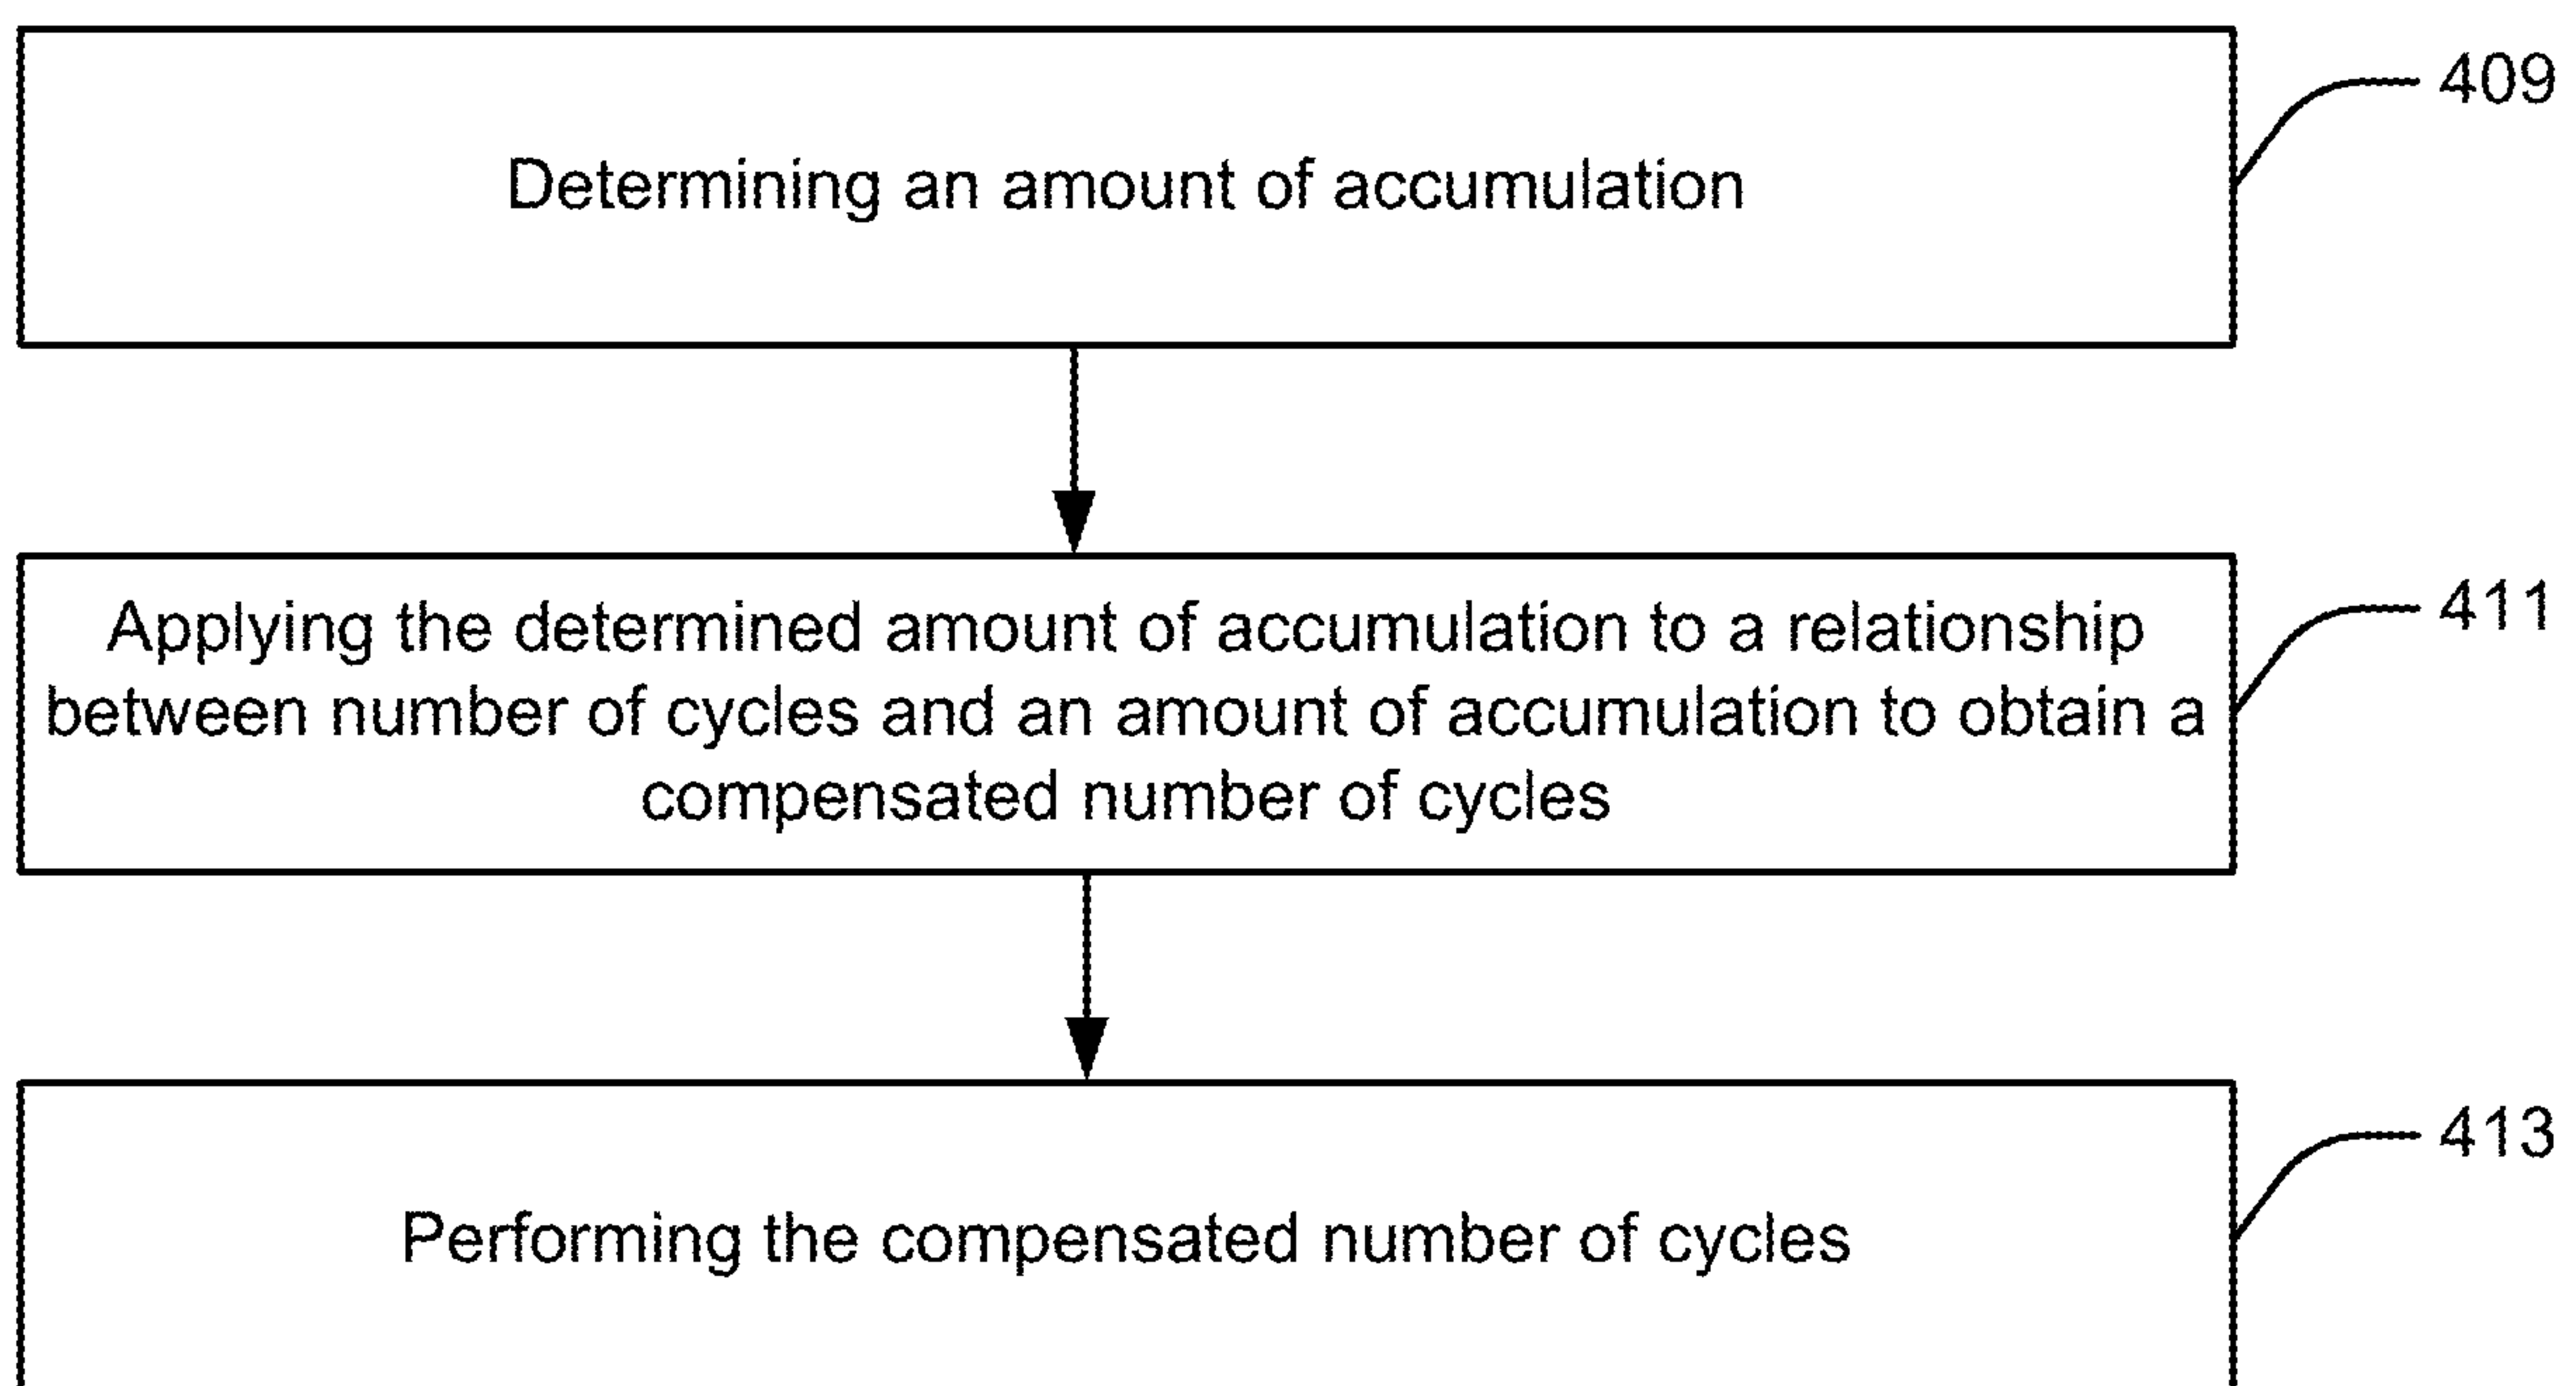 409
Determining an amount of accumulation
411
Applying the determined amount of accumulation to a relationship
between number of cycles and an amount of accumulation to obtain a
compensated number of cycles
413
Performing the compensated number of cycles